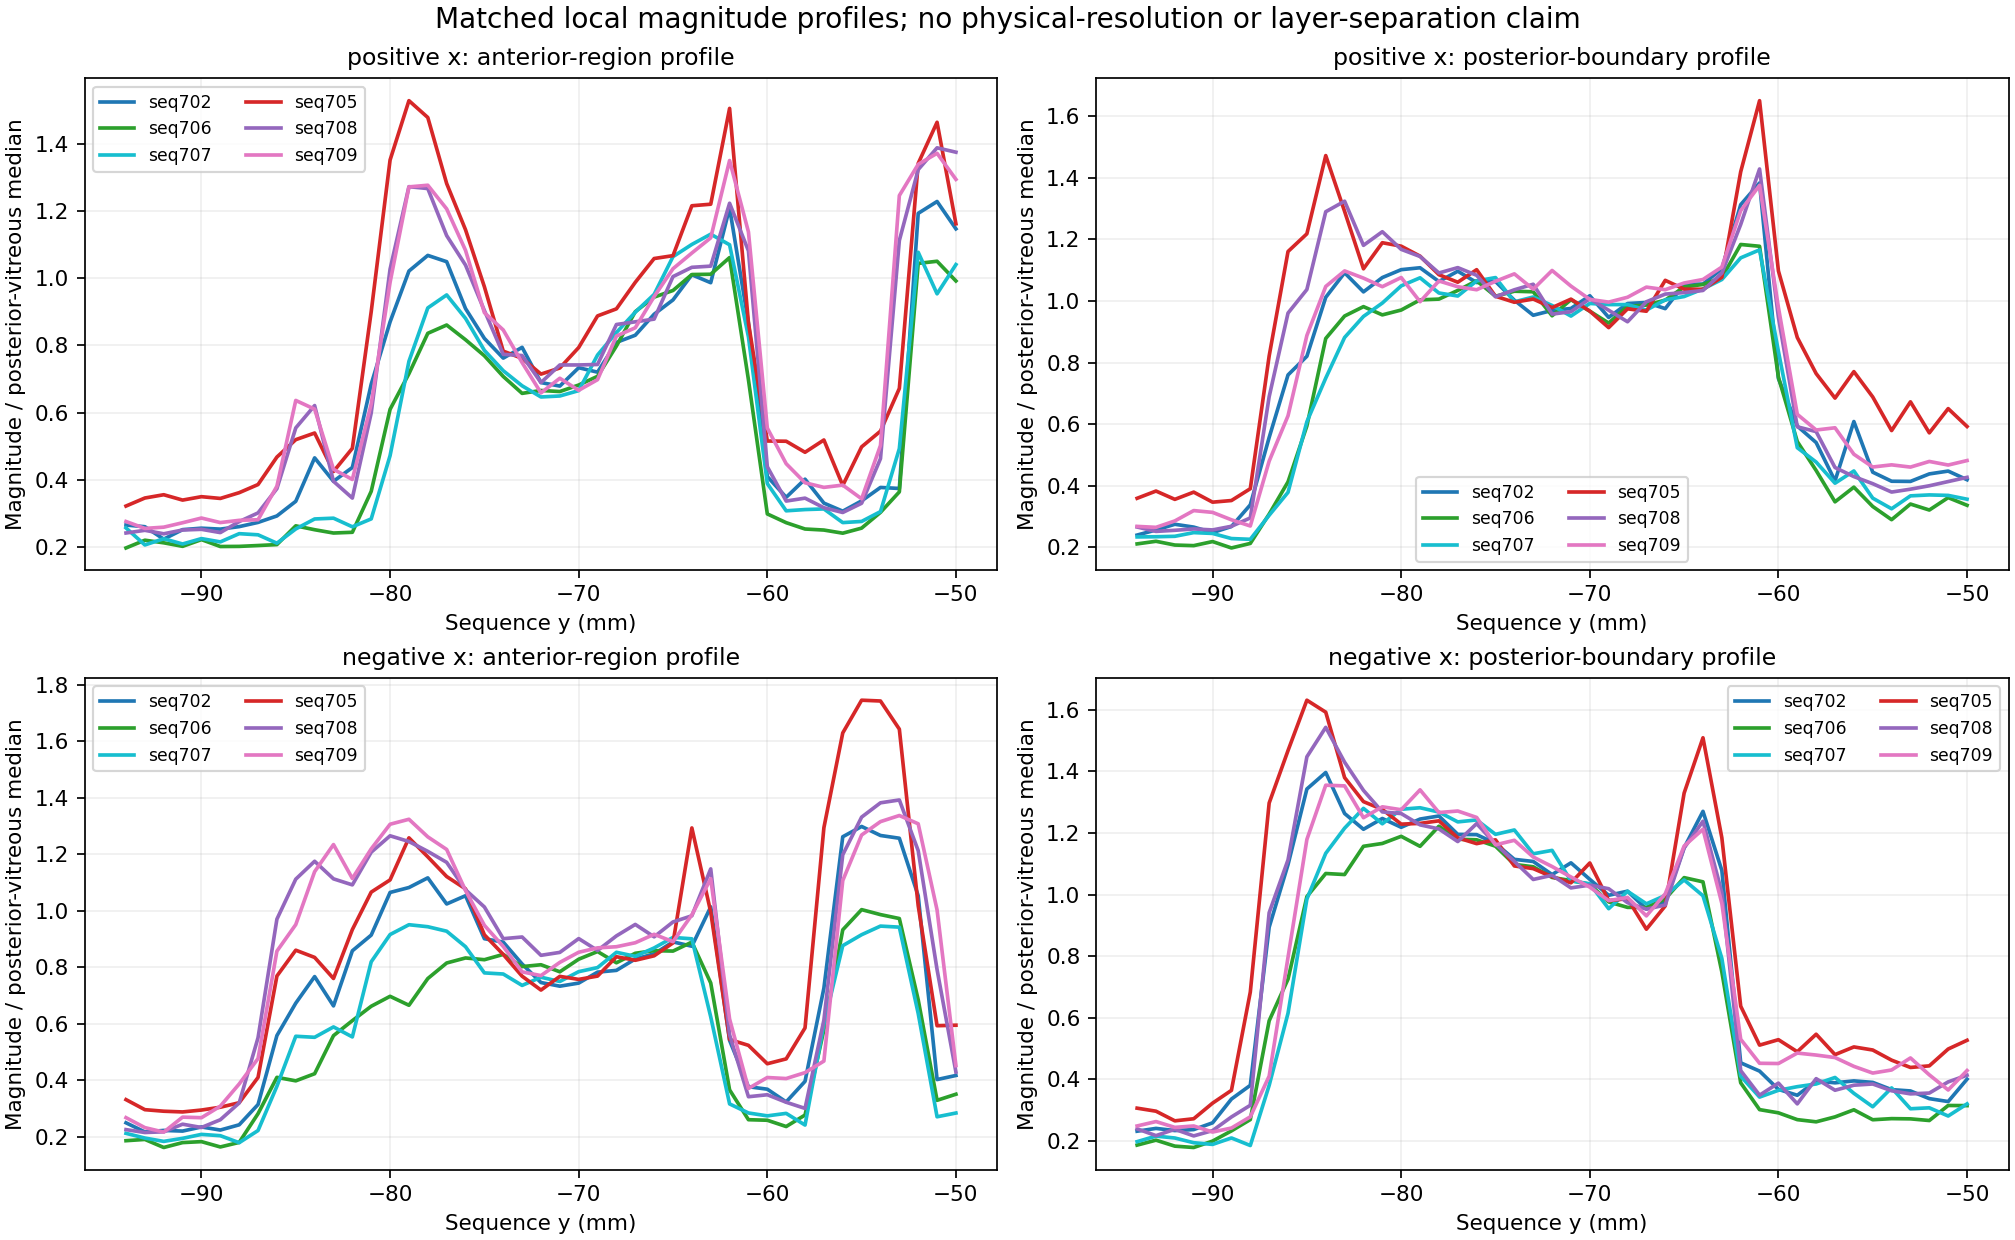 Matched local magnitude profiles; no physical-resolution or layer-separation claim
positive x: anterior-region profile
Magnitude / posterior-vitreous median
1.4
1.2
1.0
0.8
0.6
0.4
0.2
seq702 seq705
seq706 seq708
seq707 seq709
−90 −80 −70 −60 −50
Sequence y (mm)
positive x: posterior-boundary profile
Magnitude / posterior-vitreous median
1.6
1.4
1.2
1.0
0.8
0.6
0.4
0.2
seq702 seq705
seq706 seq708
seq707 seq709
−90 −80 −70 −60 −50
Sequence y (mm)
negative x: anterior-region profile
Magnitude / posterior-vitreous median
1.8
1.6
1.4
1.2
1.0
0.8
0.6
0.4
0.2
seq702 seq705
seq706 seq708
seq707 seq709
−90 −80 −70 −60 −50
Sequence y (mm)
negative x: posterior-boundary profile
Magnitude / posterior-vitreous median
1.6
1.4
1.2
1.0
0.8
0.6
0.4
0.2
seq702 seq705
seq706 seq708
seq707 seq709
−90 −80 −70 −60 −50
Sequence y (mm)